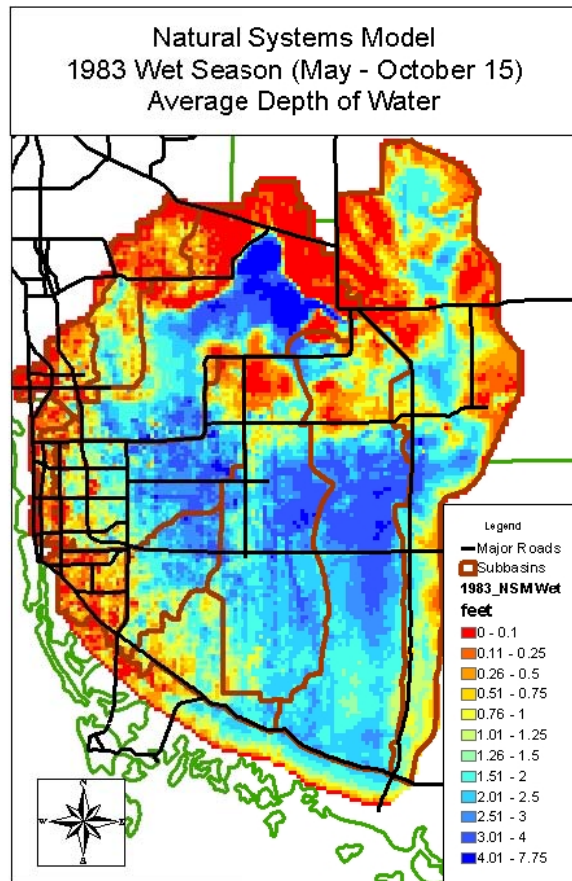 Natural Systems Model
1983 Wet Season (May - October 15)
Average Depth of Water
N
W
E
S
Legend
Major Roads
Subbasins
1983_NSMWet
feet
0 - 0.1
0.11 - 0.25
0.26 - 0.5
0.51 - 0.75
0.76 - 1
1.01 - 1.25
1.26 - 1.5
1.51 - 2
2.01 - 2.5
2.51 - 3
3.01 - 4
4.01 - 7.75